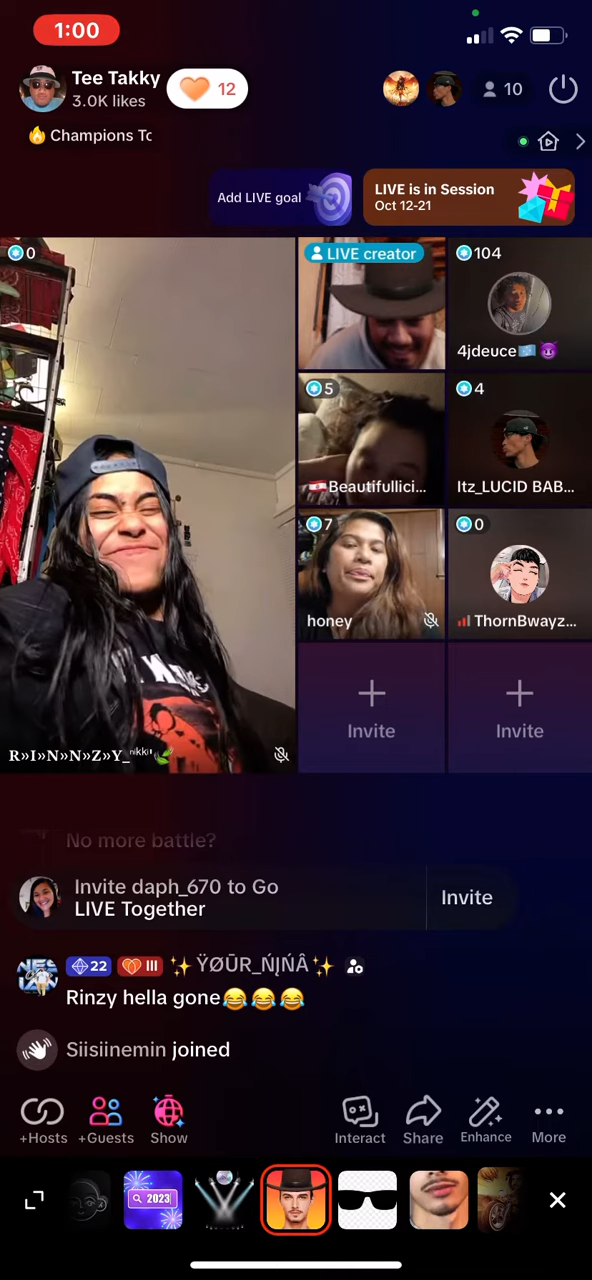 1:00
Tee Takky
3.0K likes
12
10
🔥 Champions Tc
Add LIVE goal
LIVE is in Session
Oct 12-21
0
LIVE creator
104
4jdeuce
5
Beautifullici...
4
Itz_LUCID BAB...
7
honey
0
ThornBwayz...
R»I»N»N»Z»Y_ⁿⁱᵏᵏⁱ'🍃
+
Invite
+
Invite
No more battle?
Invite daph_670 to Go
LIVE Together
Invite
22 III ✨ŸØŪR_ŃĮŃÂ✨
Rinzy hella gone😂😂😂
Siisiinemin joined
+Hosts
+Guests
Show
Interact
Share
Enhance
More
2023